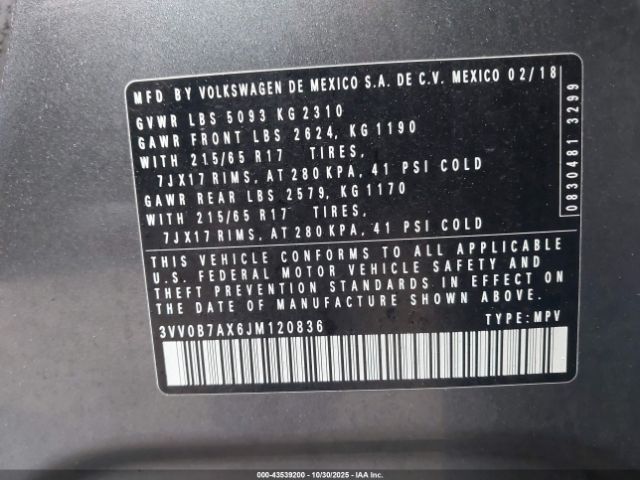 MFD. BY VOLKSWAGEN DE MEXICO S.A. DE C.V. MEXICO 02/18
GVWR LBS 5093 KG 2310
GAWR FRONT LBS 2624, KG 1190
WITH 215/65 R17 TIRES,
7JX17 RIMS, AT 280 KPA, 41 PSI COLD
GAWR REAR LBS 2579, KG 1170
WITH 215/65 R17 TIRES,
7JX17 RIMS, AT 280 KPA, 41 PSI COLD
0830481 3299
THIS VEHICLE CONFORMS TO ALL APPLICABLE
U.S. FEDERAL MOTOR VEHICLE SAFETY AND
THEFT PREVENTION STANDARDS IN EFFECT ON
THE DATE OF MANUFACTURE SHOWN ABOVE.
3VV0B7AX6JM120836 TYPE: MPV
000-43539200 - 10/30/2025 - IAAI Inc.